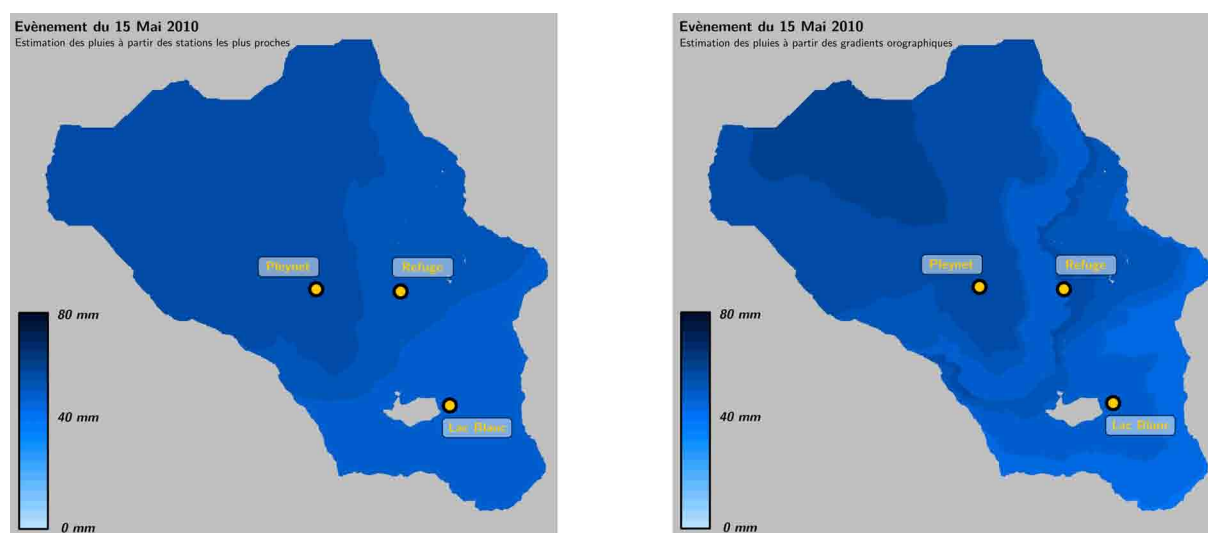 Evènement du 15 Mai 2010
Estimation des pluies à partir des stations les plus proches
Pleynet
Refuge
80 mm
40 mm
Lac Blanc
0 mm
Evènement du 15 Mai 2010
Estimation des pluies à partir des gradients orographiques
Pleynet
Refuge
80 mm
40 mm
Lac Blanc
0 mm